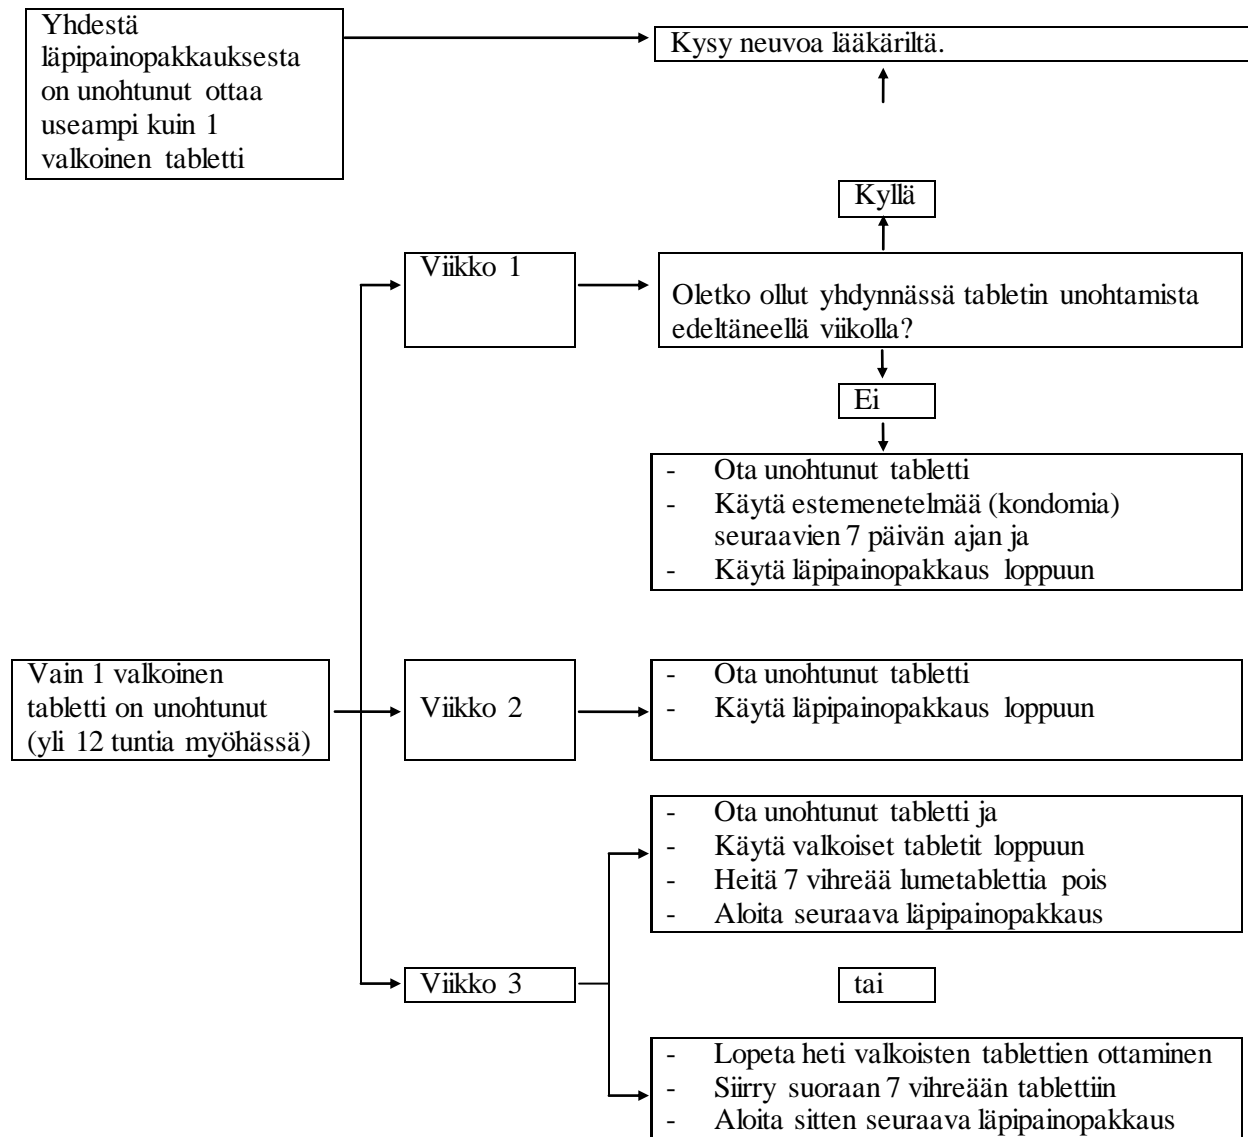 Yhdestä
läpipainopakkauksesta
on unohtunut ottaa
useampi kuin 1
valkoinen tabletti
Kysy neuvoa lääkäriltä.
Kyllä
Viikko 1
Oletko ollut yhdynnässä tabletin unohtamista
edeltäneellä viikolla?
Ei
- Ota unohtunut tabletti
- Käytä estemenetelmää (kondomia)
seuraavien 7 päivän ajan ja
- Käytä läpipainopakkaus loppuun
Vain 1 valkoinen
tabletti on unohtunut
(yli 12 tuntia myöhässä)
Viikko 2
- Ota unohtunut tabletti
- Käytä läpipainopakkaus loppuun
- Ota unohtunut tabletti ja
- Käytä valkoiset tabletit loppuun
- Heitä 7 vihreää lumetablettia pois
- Aloita seuraava läpipainopakkaus
Viikko 3
tai
- Lopeta heti valkoisten tablettien ottaminen
- Siirry suoraan 7 vihreään tablettiin
- Aloita sitten seuraava läpipainopakkaus